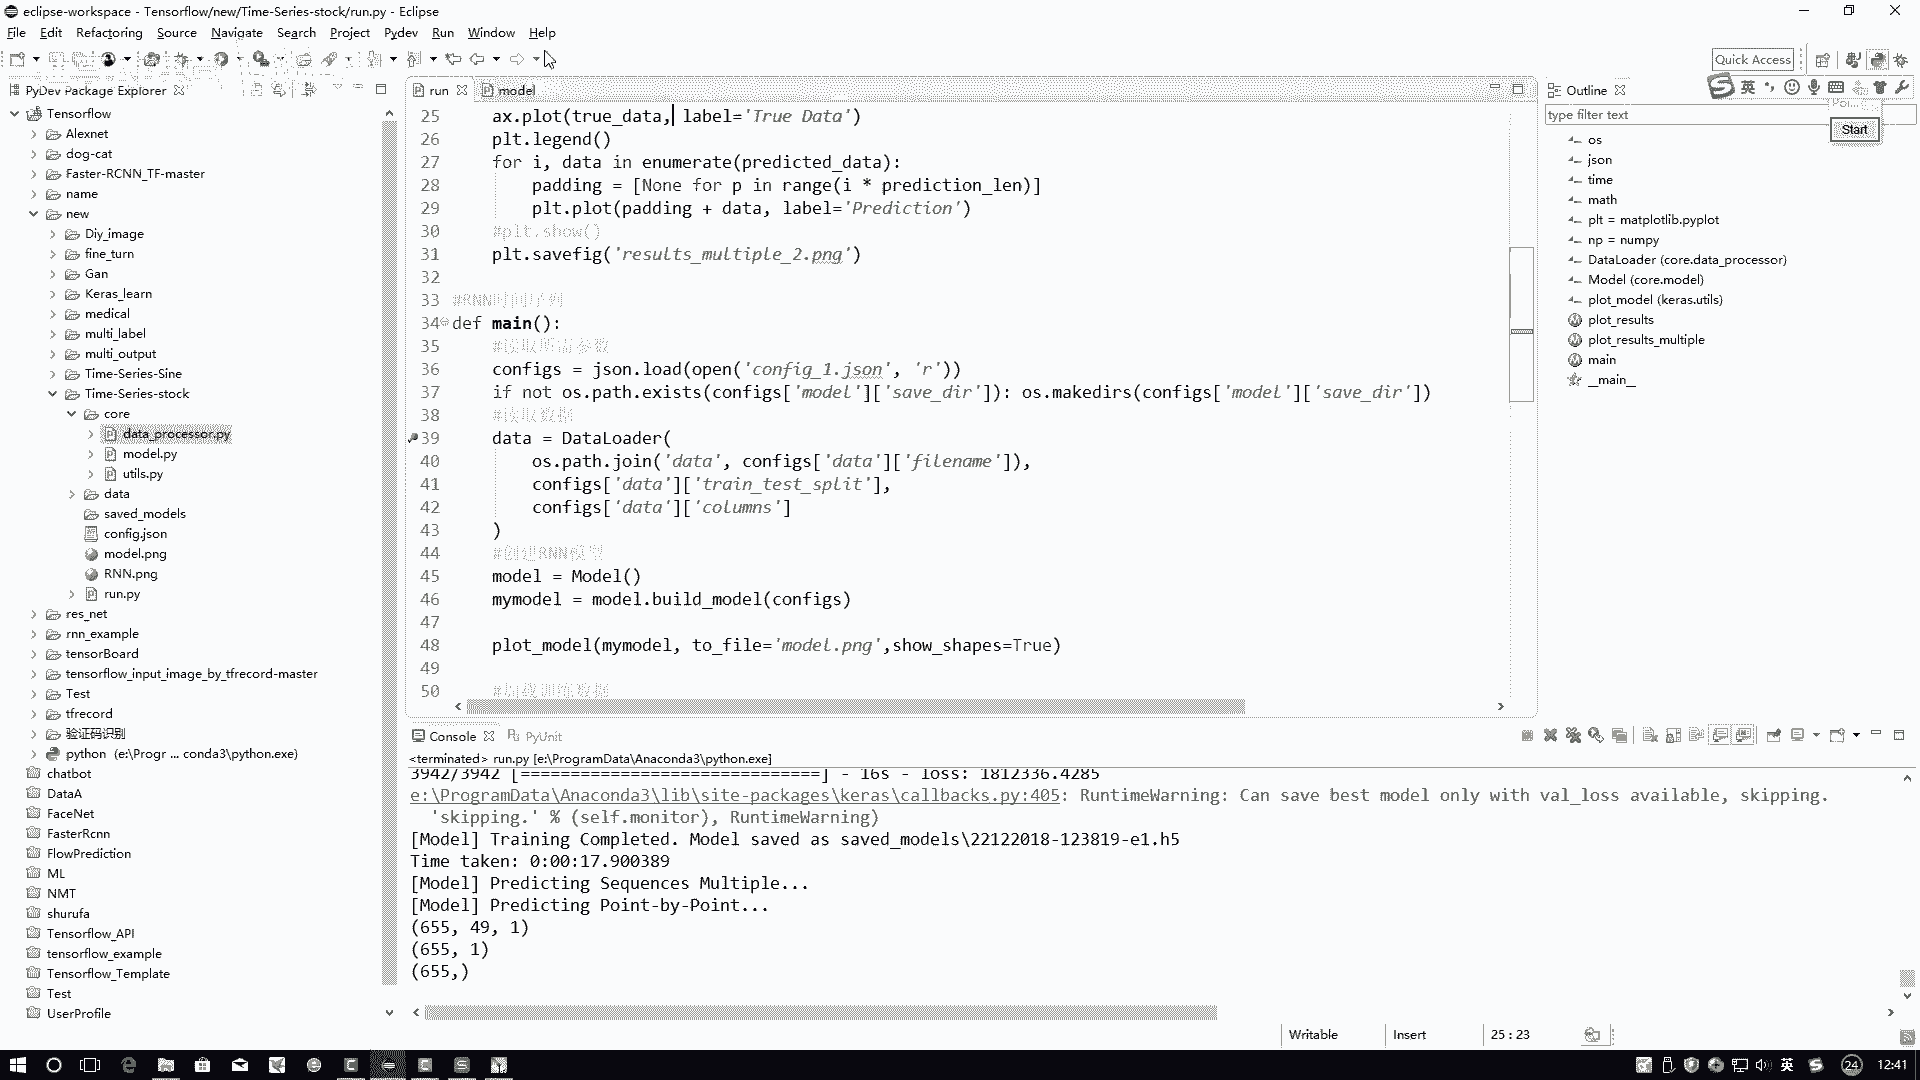 eclipse-workspace - Tensorflow/new/Time-Series-stock/run.py - Eclipse
File Edit Refactoring Source Navigate Search Project Pydev Run Window Help
Quick Access
英
PyDev Package Explorer
Tensorflow
Alexnet
dog-cat
Faster-RCNN_TF-master
name
new
Diy_image
fine_turn
Gan
Keras_learn
medical
multi_label
multi_output
Time-Series-Sine
Time-Series-stock
core
data_processor.py
model.py
utils.py
data
saved_models
config.json
model.png
RNN.png
run.py
res_net
rnn_example
tensorBoard
tensorflow_input_image_by_tfrecord-master
Test
tfrecord
验证码识别
python (e:\Progr ... conda3\python.exe)
chatbot
DataA
FaceNet
FasterRcnn
FlowPrediction
ML
NMT
shurufa
Tensorflow_API
tensorflow_example
Tensorflow_Template
Test
UserProfile
run model
25 ax.plot(true_data, label='True Data')
26 plt.legend()
27 for i, data in enumerate(predicted_data):
28 padding = [None for p in range(i * prediction_len)]
29 plt.plot(padding + data, label='Prediction')
30 #plt.show()
31 plt.savefig('results_multiple_2.png')
32
33 #RNN时间序列
34 def main():
35 #读取所需参数
36 configs = json.load(open('config_1.json', 'r'))
37 if not os.path.exists(configs['model']['save_dir']): os.makedirs(configs['model']['save_dir'])
38 #读取数据
39 data = DataLoader(
40 os.path.join('data', configs['data']['filename']),
41 configs['data']['train_test_split'],
42 configs['data']['columns']
43 )
44 #创建RNN模型
45 model = Model()
46 mymodel = model.build_model(configs)
47
48 plot_model(mymodel, to_file='model.png',show_shapes=True)
49
50 #加载训练数据
Outline
type filter text
Start
os
json
time
math
plt = matplotlib.pyplot
np = numpy
DataLoader (core.data_processor)
Model (core.model)
plot_model (keras.utils)
plot_results
plot_results_multiple
main
__main__
Console PyUnit
<terminated> run.py [e:\ProgramData\Anaconda3\python.exe]
3942/3942 [==============================] - 16s - loss: 1812336.4285
e:\ProgramData\Anaconda3\lib\site-packages\keras\callbacks.py:405: RuntimeWarning: Can save best model only with val_loss available, skipping.
'skipping.' % (self.monitor), RuntimeWarning)
[Model] Training Completed. Model saved as saved_models\22122018-123819-e1.h5
Time taken: 0:00:17.900389
[Model] Predicting Sequences Multiple...
[Model] Predicting Point-by-Point...
(655, 49, 1)
(655, 1)
(655,)
Writable Insert 25 : 23
英 24 12:41